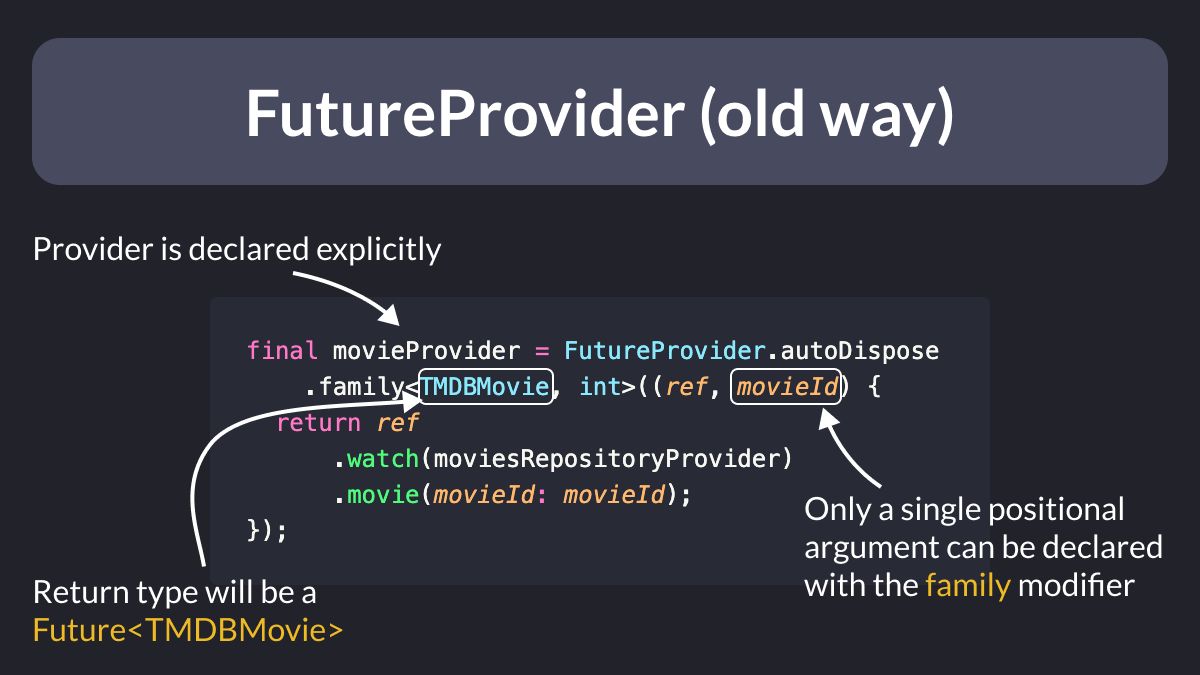 FutureProvider (old way)
Provider is declared explicitly
final movieProvider = FutureProvider.autoDispose
    .family<TMDBMovie, int>((ref, movieId) {
  return ref
      .watch(moviesRepositoryProvider)
      .movie(movieId: movieId);
});
Only a single positional
argument can be declared
with the family modifier
Return type will be a
Future<TMDBMovie>